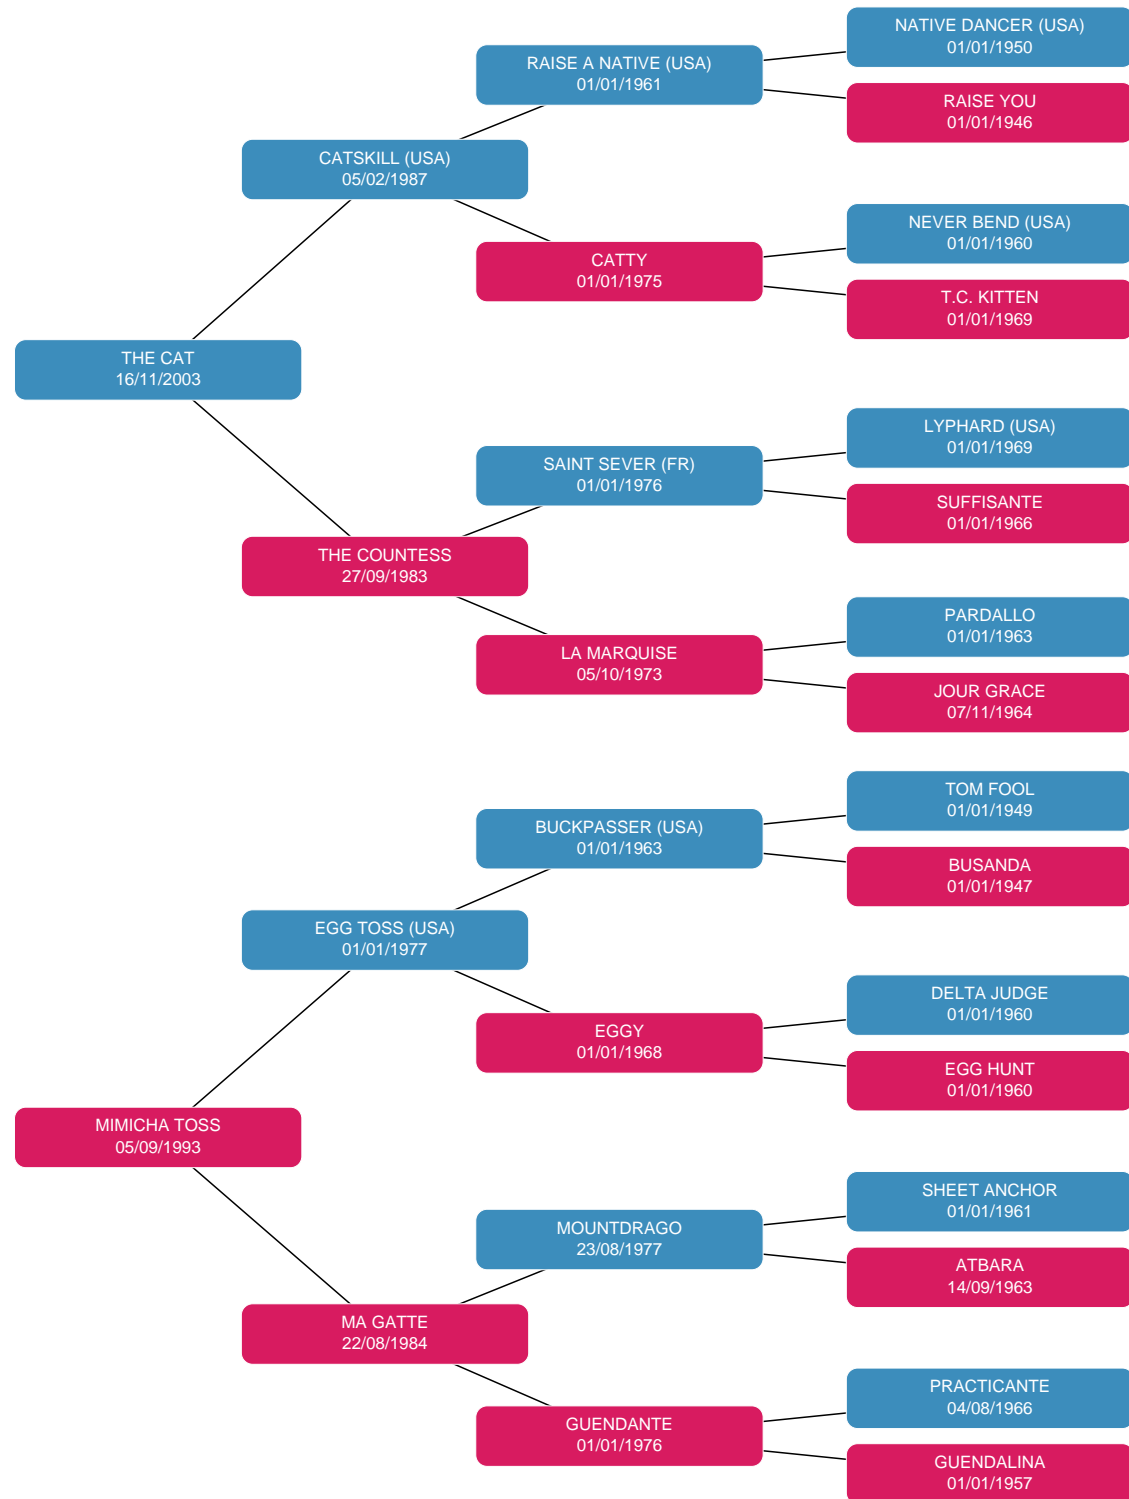 NATIVE DANCER (USA)
01/01/1950
RAISE A NATIVE (USA)
01/01/1961
RAISE YOU
01/01/1946
CATSKILL (USA)
05/02/1987
NEVER BEND (USA)
01/01/1960
CATTY
01/01/1975
T.C. KITTEN
01/01/1969
THE CAT
16/11/2003
LYPHARD (USA)
01/01/1969
SAINT SEVER (FR)
01/01/1976
SUFFISANTE
01/01/1966
THE COUNTESS
27/09/1983
PARDALLO
01/01/1963
LA MARQUISE
05/10/1973
JOUR GRACE
07/11/1964
TOM FOOL
01/01/1949
BUCKPASSER (USA)
01/01/1963
BUSANDA
01/01/1947
EGG TOSS (USA)
01/01/1977
DELTA JUDGE
01/01/1960
EGGY
01/01/1968
EGG HUNT
01/01/1960
MIMICHA TOSS
05/09/1993
SHEET ANCHOR
01/01/1961
MOUNTDRAGO
23/08/1977
ATBARA
14/09/1963
MA GATTE
22/08/1984
PRACTICANTE
04/08/1966
GUENDANTE
01/01/1976
GUENDALINA
01/01/1957